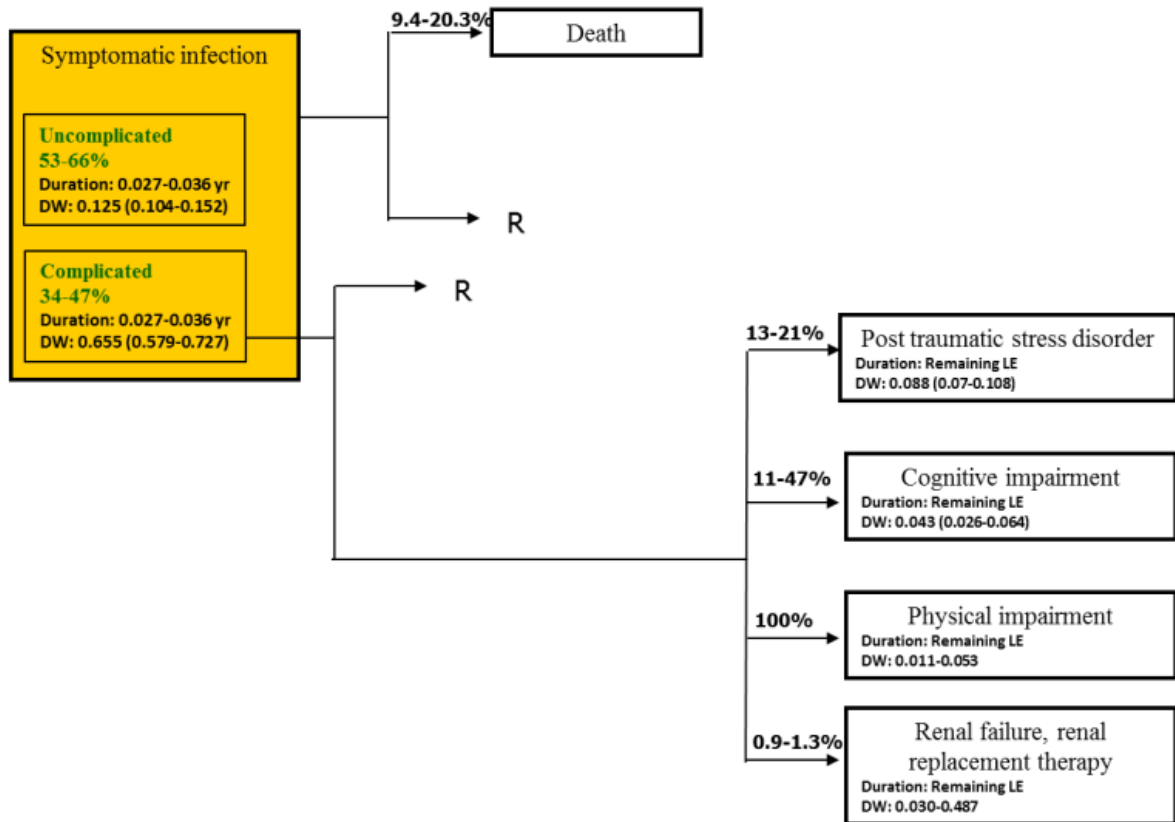 9.4-20.3%
Death
Symptomatic infection
Uncomplicated
53-66%
Duration: 0.027-0.036 yr
DW: 0.125 (0.104-0.152)
R
Complicated
34-47%
Duration: 0.027-0.036 yr
DW: 0.655 (0.579-0.727)
R
13-21%
Post traumatic stress disorder
Duration: Remaining LE
DW: 0.088 (0.07-0.108)
11-47%
Cognitive impairment
Duration: Remaining LE
DW: 0.043 (0.026-0.064)
100%
Physical impairment
Duration: Remaining LE
DW: 0.011-0.053
0.9-1.3%
Renal failure, renal
replacement therapy
Duration: Remaining LE
DW: 0.030-0.487